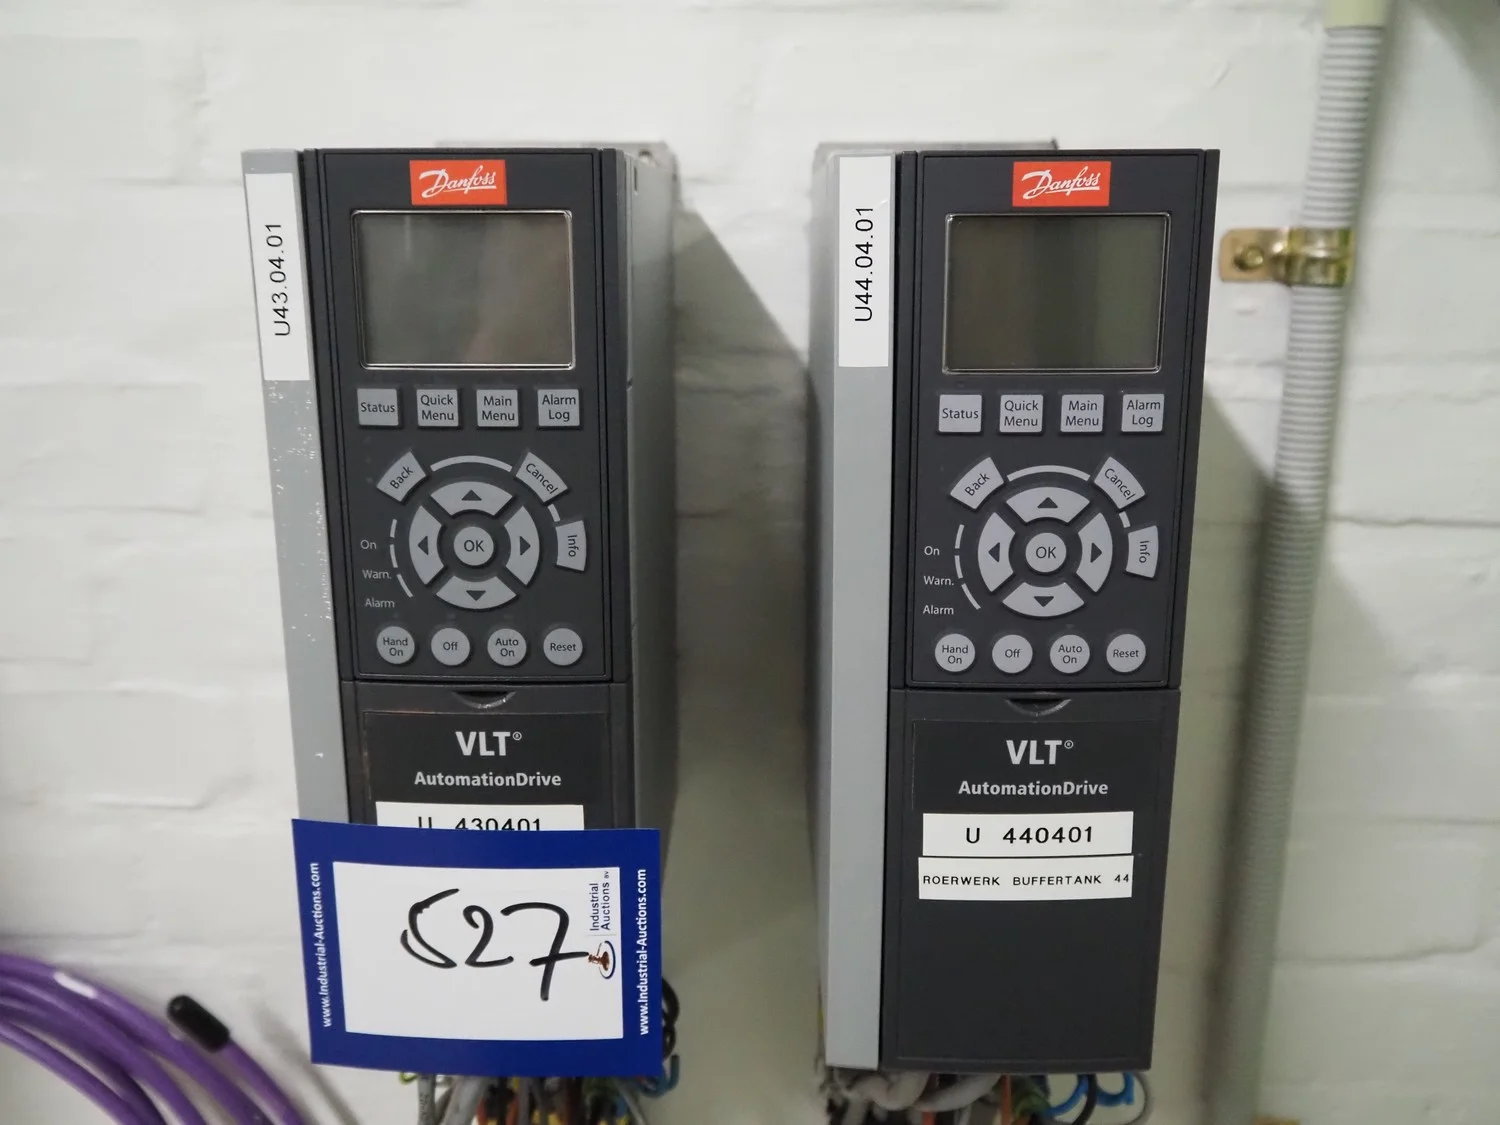 U43.04.01
Danfoss
Status
Quick Menu
Main Menu
Alarm Log
Back
Cancel
Info
OK
On
Warn.
Alarm
Hand On
Off
Auto On
Reset
VLT®
AutomationDrive
U 430401
www.Industrial-Auctions.com
527
Industrial Auctions BV
www.Industrial-Auctions.com
U44.04.01
Danfoss
Status
Quick Menu
Main Menu
Alarm Log
Back
Cancel
Info
OK
On
Warn.
Alarm
Hand On
Off
Auto On
Reset
VLT®
AutomationDrive
U 440401
ROERWERK BUFFERTANK 44